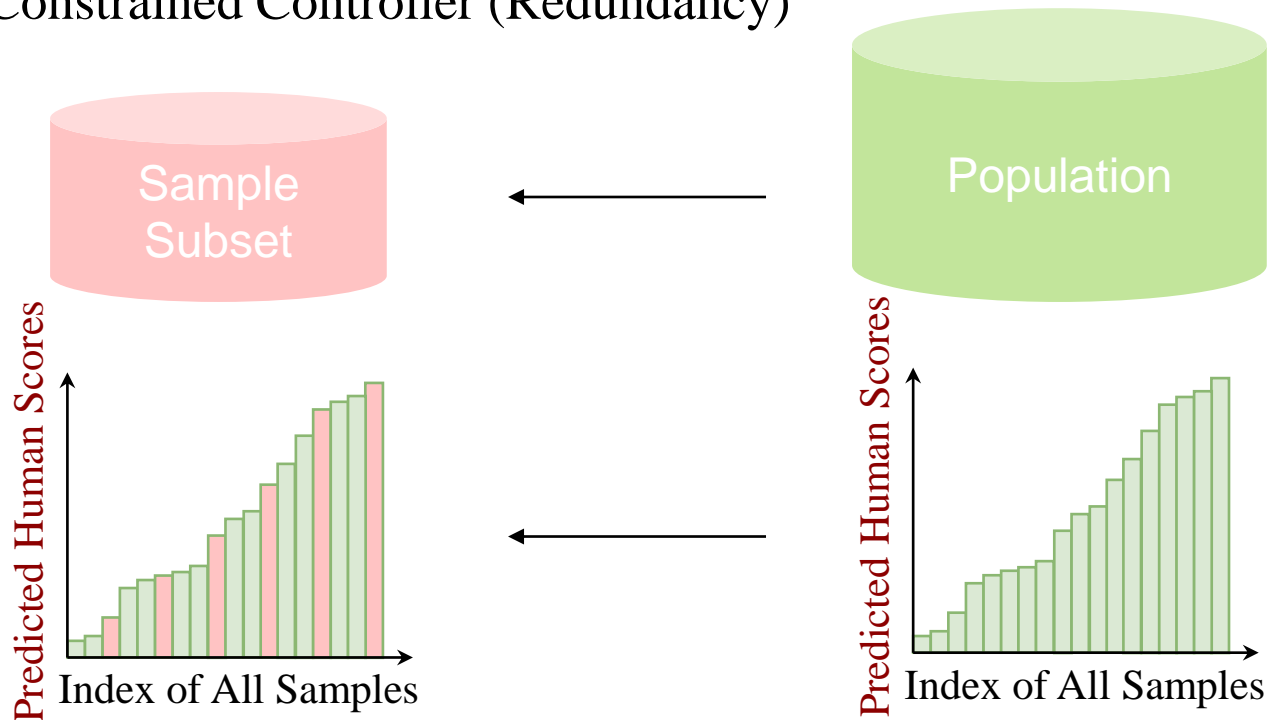 Constrained Controller (Redundancy)
Sample
Subset
Population
Predicted Human Scores
Index of All Samples
Predicted Human Scores
Index of All Samples